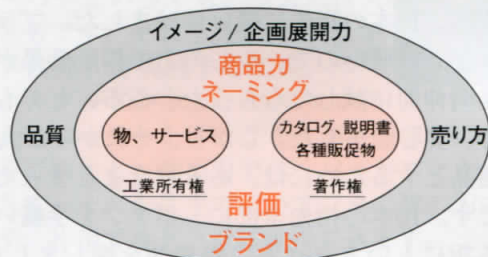 イメージ / 企画展開力
商品力
ネーミング
品質
物、サービス
カタログ、説明書
各種販促物
売り方
工業所有権
著作権
評価
ブランド